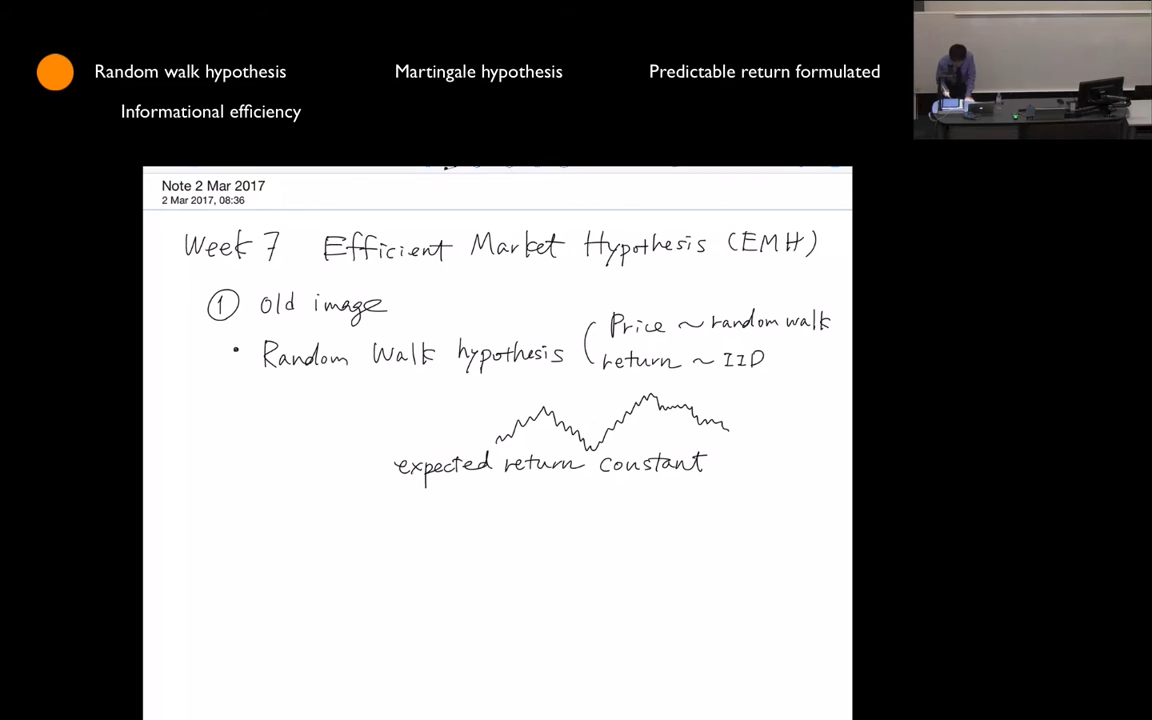 Random walk hypothesis
Martingale hypothesis
Predictable return formulated
Informational efficiency
Note 2 Mar 2017
2 Mar 2017, 08:36
Week 7 Efficient Market Hypothesis (EMH)
① Old image
• Random Walk hypothesis ( Price ~ random walk
return ~ IID
expected return constant